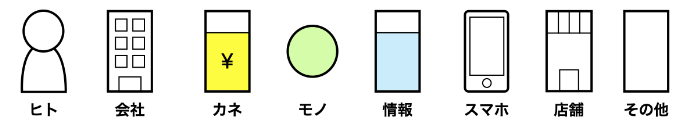 ¥
ヒト 会社 カネ モノ 情報 スマホ 店舗 その他